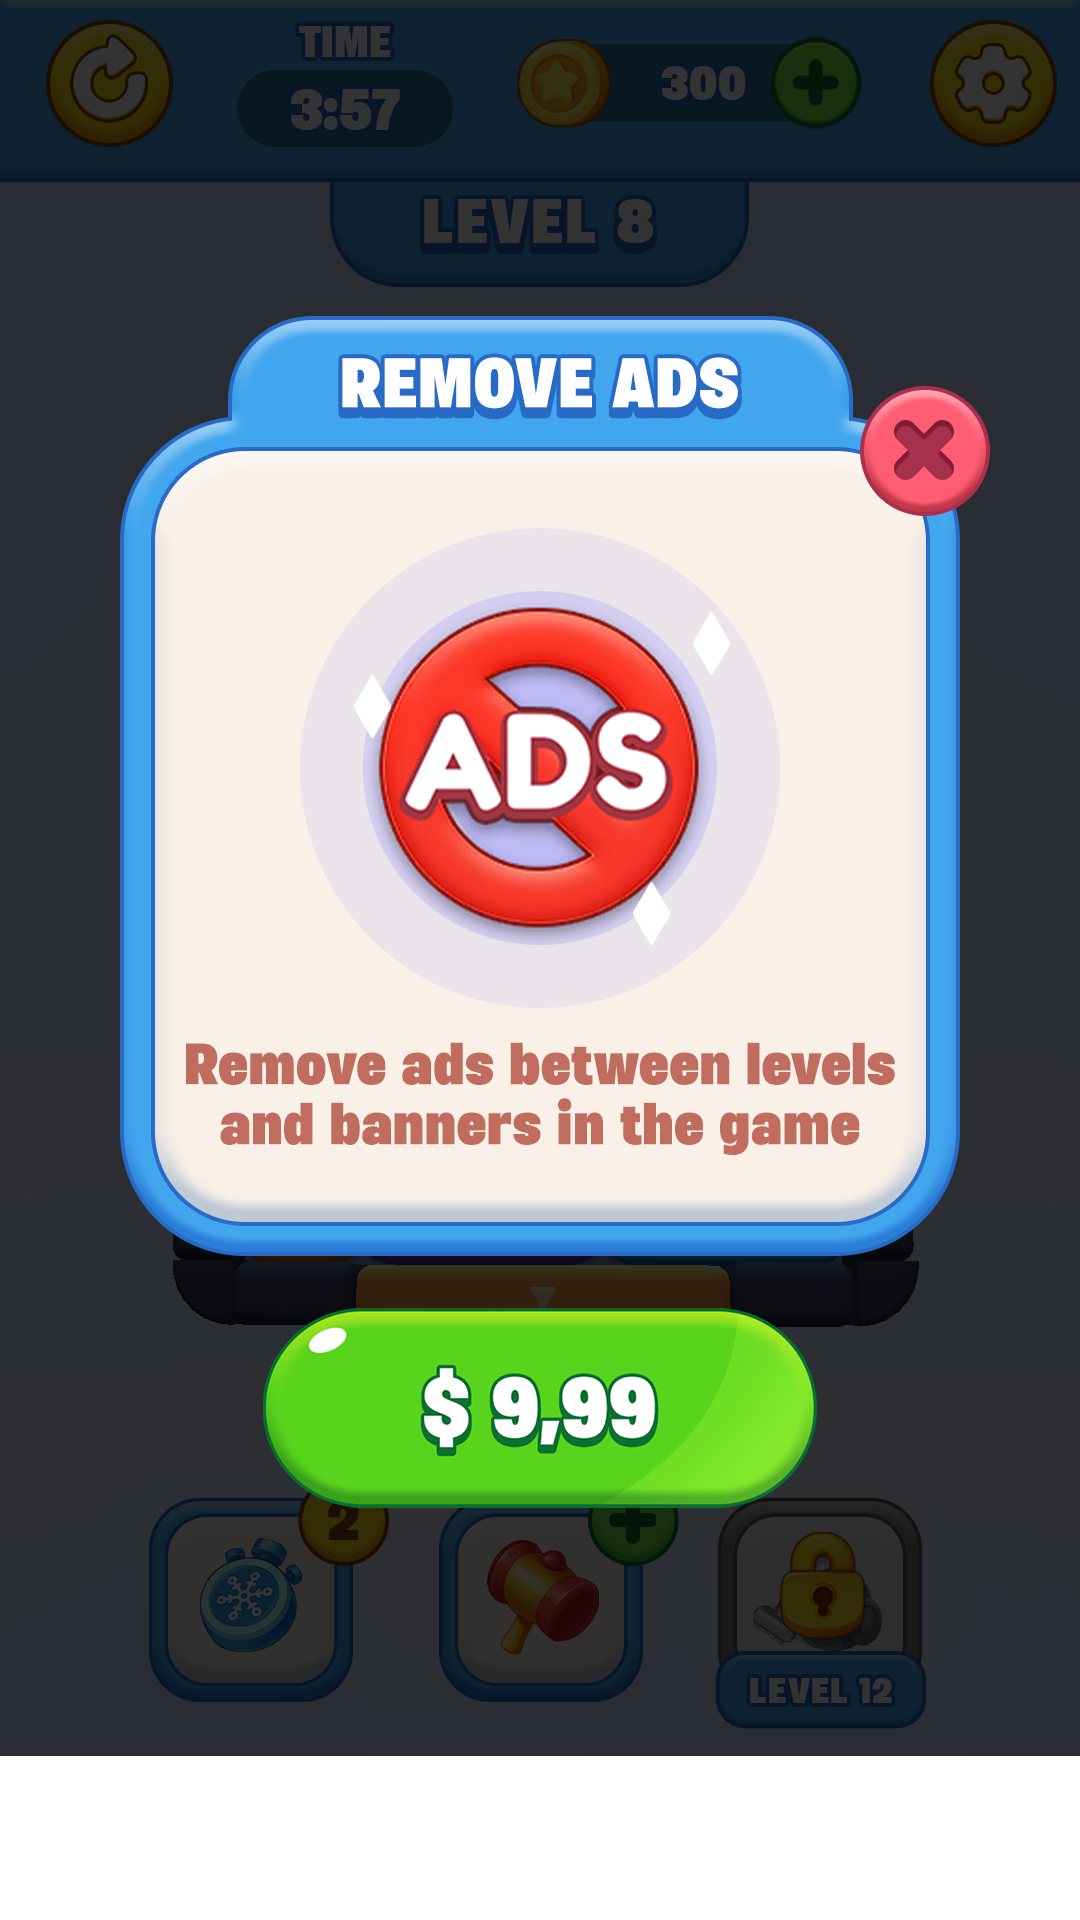 TIME
3:57
300
LEVEL 8
REMOVE ADS
ADS
Remove ads between levels
and banners in the game
$ 9,99
2
LEVEL 12